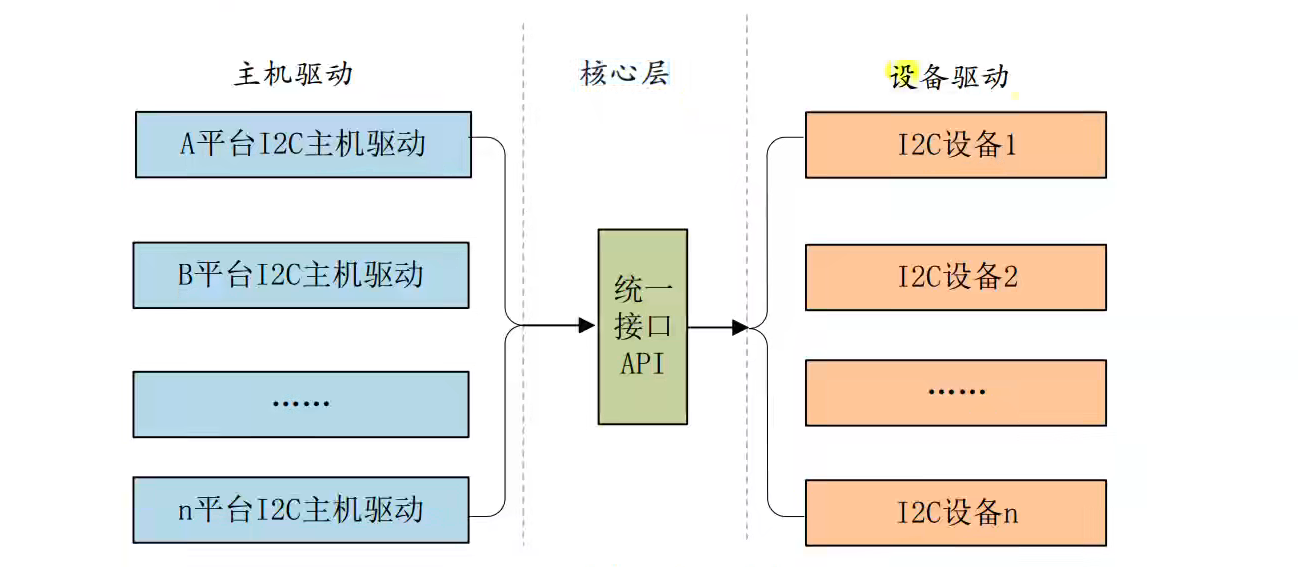 主机驱动
核心层
设备驱动
A平台I2C主机驱动
I2C设备1
B平台I2C主机驱动
I2C设备2
统一
接口
API
……
……
n平台I2C主机驱动
I2C设备n